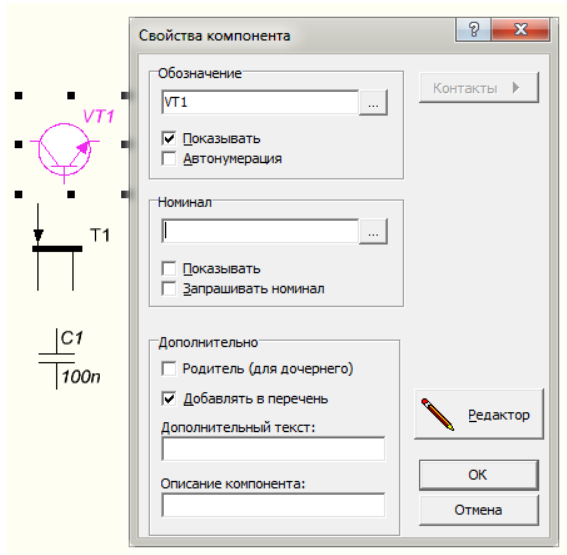 Свойства компонента
Обозначение
VT1
...
Показывать
Автонумерация
Контакты
VT1
Номинал
...
Показывать
Запрашивать номинал
T1
C1
100n
Дополнительно
Родитель (для дочернего)
Добавлять в перечень
Дополнительный текст:
Описание компонента:
Редактор
ОК
Отмена